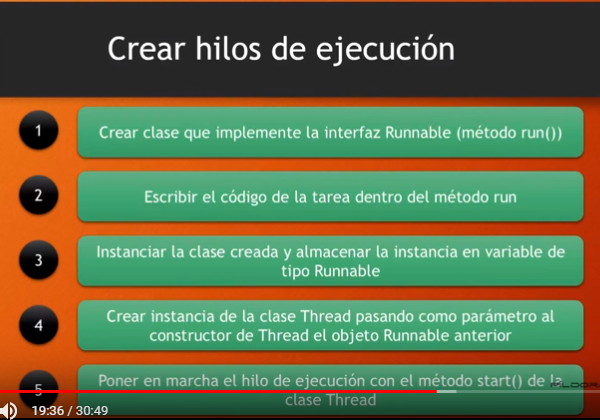 Crear hilos de ejecución
1
Crear clase que implemente la interfaz Runnable (método run())
2
Escribir el código de la tarea dentro del método run
3
Instanciar la clase creada y almacenar la instancia en variable de
tipo Runnable
4
Crear instancia de la clase Thread pasando como parámetro al
constructor de Thread el objeto Runnable anterior
5
Poner en marcha el hilo de ejecución con el método start() de la
clase Thread
19:36 / 30:49